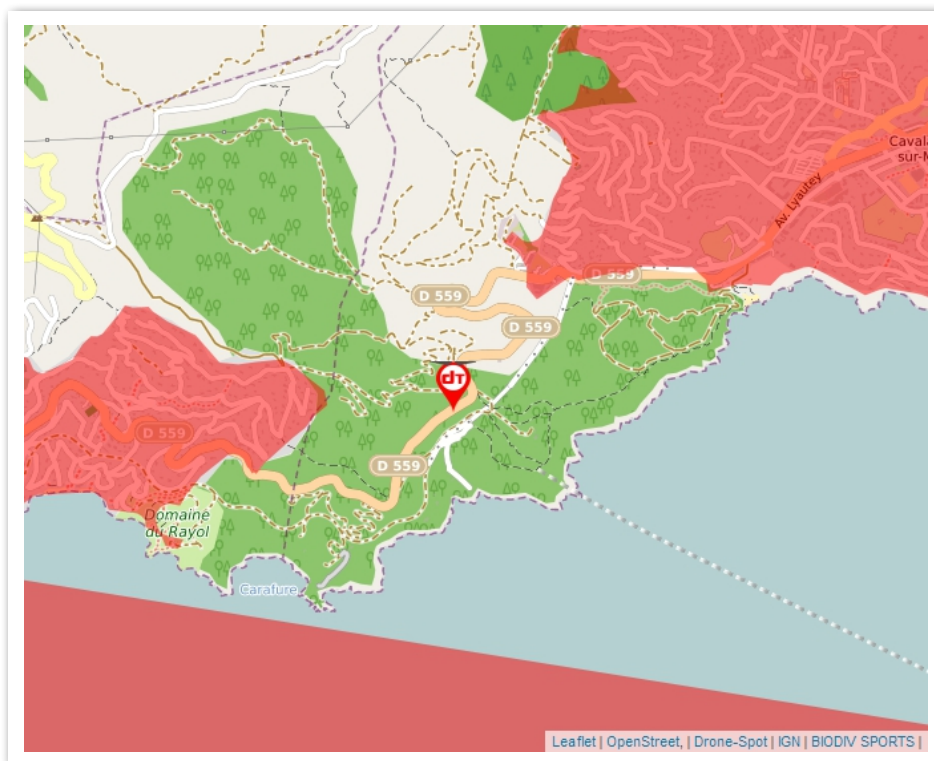 Caval
sur-M
Av. Lyautey
D 559
D 559
D 559
dT
D 559
D 559
Domaine
du Rayol
Carafure
Leaflet | OpenStreet, | Drone-Spot | IGN | BIODIV SPORTS |